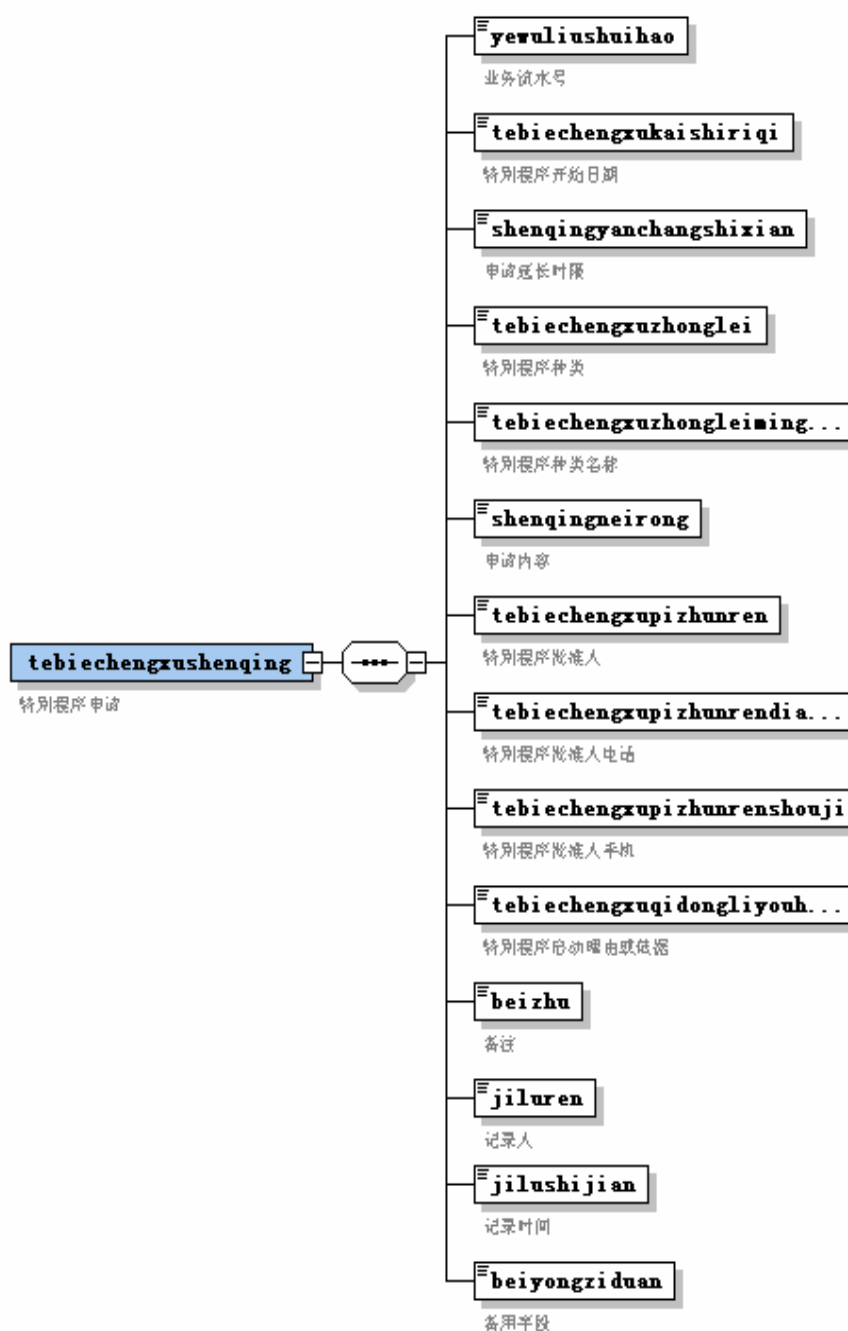 yewuliushuihao
业务流水号
tebiechengxukaishiriqi
特别程序开始日期
shenqingyanchangshixian
申请延长时限
tebiechengxuzhonglei
特别程序种类
tebiechengxuzhongleiming...
特别程序种类名称
shenqingneirong
申请内容
tebiechengxupizhunren
特别程序批准人
tebiechengxushenqing
特别程序申请
tebiechengxupizhunrendia...
特别程序批准人电话
tebiechengxupizhunrenshouji
特别程序批准人手机
tebiechengxuqidongliyouh...
特别程序启动理由或依据
beizhu
备注
jiluren
记录人
jilushijian
记录时间
beiyongziduan
备用字段